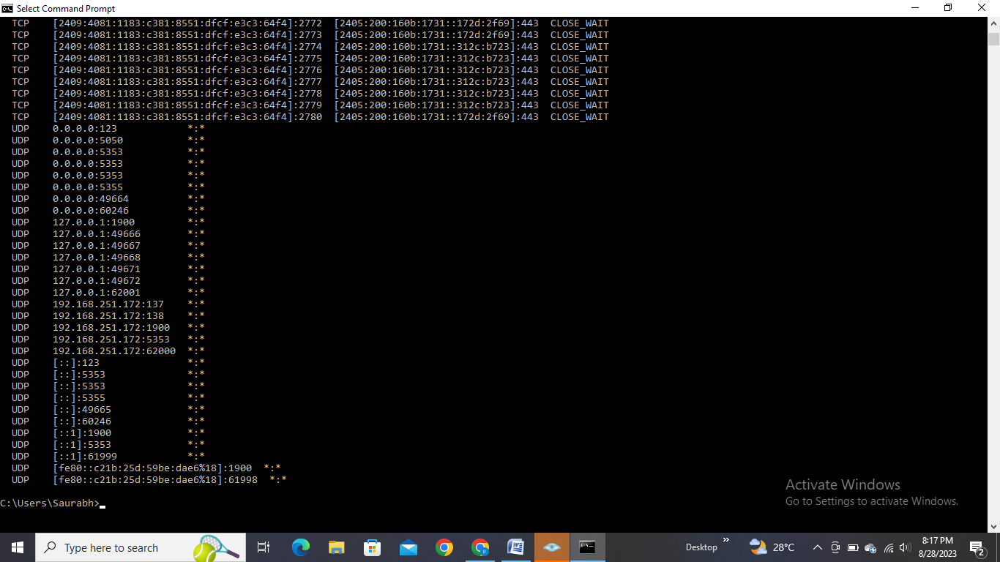 Select Command Prompt
TCP [2409:4081:1183:c381:8551:dfcf:e3c3:64f4]:2772 [2405:200:160b:1731::172d:2f69]:443 CLOSE_WAIT
TCP [2409:4081:1183:c381:8551:dfcf:e3c3:64f4]:2773 [2405:200:160b:1731::172d:2f69]:443 CLOSE_WAIT
TCP [2409:4081:1183:c381:8551:dfcf:e3c3:64f4]:2774 [2405:200:160b:1731::312c:b723]:443 CLOSE_WAIT
TCP [2409:4081:1183:c381:8551:dfcf:e3c3:64f4]:2775 [2405:200:160b:1731::312c:b723]:443 CLOSE_WAIT
TCP [2409:4081:1183:c381:8551:dfcf:e3c3:64f4]:2776 [2405:200:160b:1731::312c:b723]:443 CLOSE_WAIT
TCP [2409:4081:1183:c381:8551:dfcf:e3c3:64f4]:2777 [2405:200:160b:1731::312c:b723]:443 CLOSE_WAIT
TCP [2409:4081:1183:c381:8551:dfcf:e3c3:64f4]:2778 [2405:200:160b:1731::312c:b723]:443 CLOSE_WAIT
TCP [2409:4081:1183:c381:8551:dfcf:e3c3:64f4]:2779 [2405:200:160b:1731::312c:b723]:443 CLOSE_WAIT
TCP [2409:4081:1183:c381:8551:dfcf:e3c3:64f4]:2780 [2405:200:160b:1731::172d:2f69]:443 CLOSE_WAIT
UDP 0.0.0.0:123 *:*
UDP 0.0.0.0:5050 *:*
UDP 0.0.0.0:5353 *:*
UDP 0.0.0.0:5353 *:*
UDP 0.0.0.0:5353 *:*
UDP 0.0.0.0:5355 *:*
UDP 0.0.0.0:49664 *:*
UDP 0.0.0.0:60246 *:*
UDP 127.0.0.1:1900 *:*
UDP 127.0.0.1:49666 *:*
UDP 127.0.0.1:49667 *:*
UDP 127.0.0.1:49668 *:*
UDP 127.0.0.1:49671 *:*
UDP 127.0.0.1:49672 *:*
UDP 127.0.0.1:62001 *:*
UDP 192.168.251.172:137 *:*
UDP 192.168.251.172:138 *:*
UDP 192.168.251.172:1900 *:*
UDP 192.168.251.172:5353 *:*
UDP 192.168.251.172:62000 *:*
UDP [::]:123 *:*
UDP [::]:5353 *:*
UDP [::]:5353 *:*
UDP [::]:5355 *:*
UDP [::]:49665 *:*
UDP [::]:60246 *:*
UDP [::1]:1900 *:*
UDP [::1]:5353 *:*
UDP [::1]:61999 *:*
UDP [fe80::c21b:25d:59be:dae6%18]:1900 *:*
UDP [fe80::c21b:25d:59be:dae6%18]:61998 *:*
C:\Users\Saurabh>
Activate Windows
Go to Settings to activate Windows.
Type here to search
Desktop
28°C
8:17 PM
8/28/2023
2